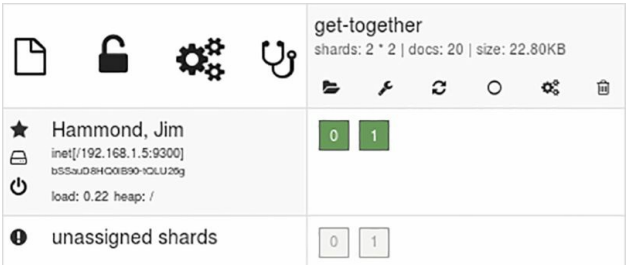 get-together
shards: 2 * 2 | docs: 20 | size: 22.80KB
Hammond, Jim
inet[/192.168.1.5:9300]
load: 0.22 heap: /
0 1
unassigned shards
0 1